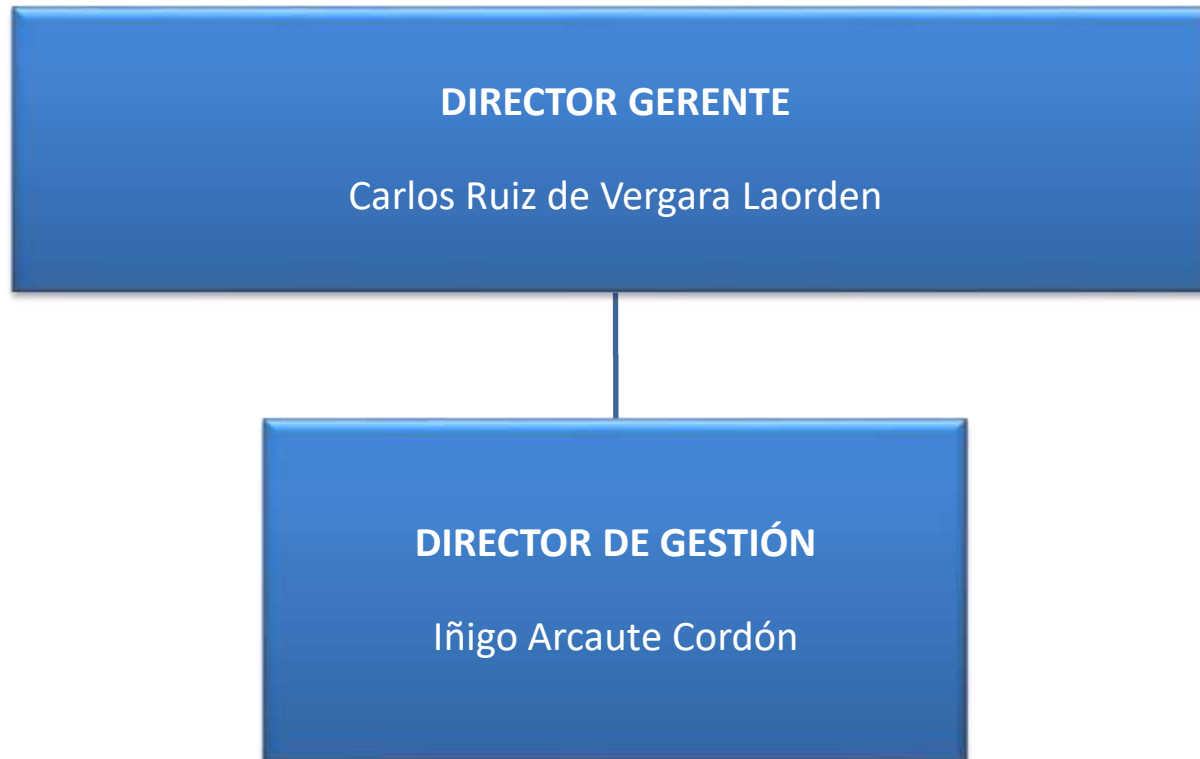 DIRECTOR GERENTE
Carlos Ruiz de Vergara Laorden
DIRECTOR DE GESTIÓN
Iñigo Arcaute Cordón